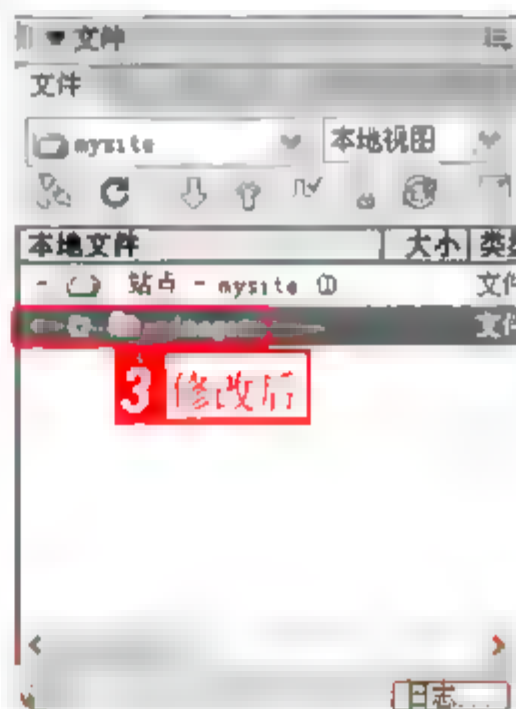 文件
文件
mysite 本地视图
本地文件 大小 类
站点 - mysite 文件
文件
3 修改后
日志...